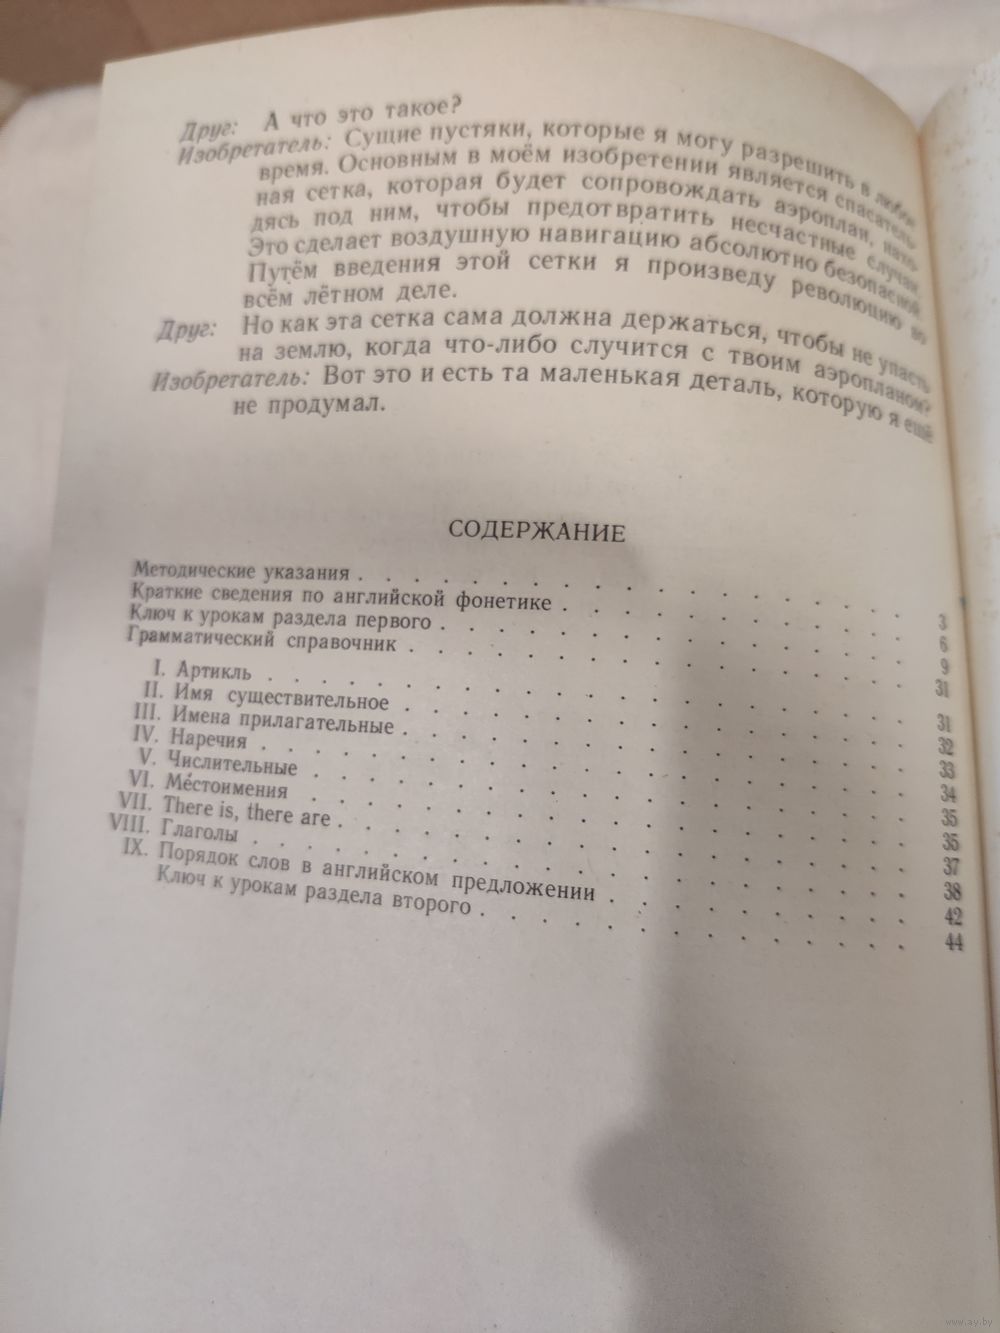 Друг: А что это такое?
Изобретатель: Сущие пустяки, которые я могу разрешить в любое
время. Основным в моём изобретении является спасатель-
ная сетка, которая будет сопровождать аэроплан, нахо-
дясь под ним, чтобы предотвратить несчастные случаи.
Это сделает воздушную навигацию абсолютно безопасной.
Путём введения этой сетки я произведу революцию во
всём лётном деле.
Друг: Но как эта сетка сама должна держаться, чтобы не упасть
на землю, когда что-либо случится с твоим аэропланом?
Изобретатель: Вот это и есть та маленькая деталь, которую я ещё
не продумал.
СОДЕРЖАНИЕ
Методические указания . . . . . . . . . . . . . . . . . . 3
Краткие сведения по английской фонетике . . . . . . . . . . . . 6
Ключ к урокам раздела первого . . . . . . . . . . . . . . . 9
Грамматический справочник . . . . . . . . . . . . . . . . 31
I. Артикль . . . . . . . . . . . . . . . . . . . . 31
II. Имя существительное . . . . . . . . . . . . . . . . 32
III. Имена прилагательные . . . . . . . . . . . . . . . . 33
IV. Наречия . . . . . . . . . . . . . . . . . . . . 34
V. Числительные . . . . . . . . . . . . . . . . . . 35
VI. Ме́стоимения . . . . . . . . . . . . . . . . . . 35
VII. There is, there are . . . . . . . . . . . . . . . . . 37
VIII. Глаголы . . . . . . . . . . . . . . . . . . . . 38
IX. Порядок слов в английском предложении . . . . . . . . . . 42
Ключ к урокам раздела второго . . . . . . . . . . . . . . 44
www.ay.by